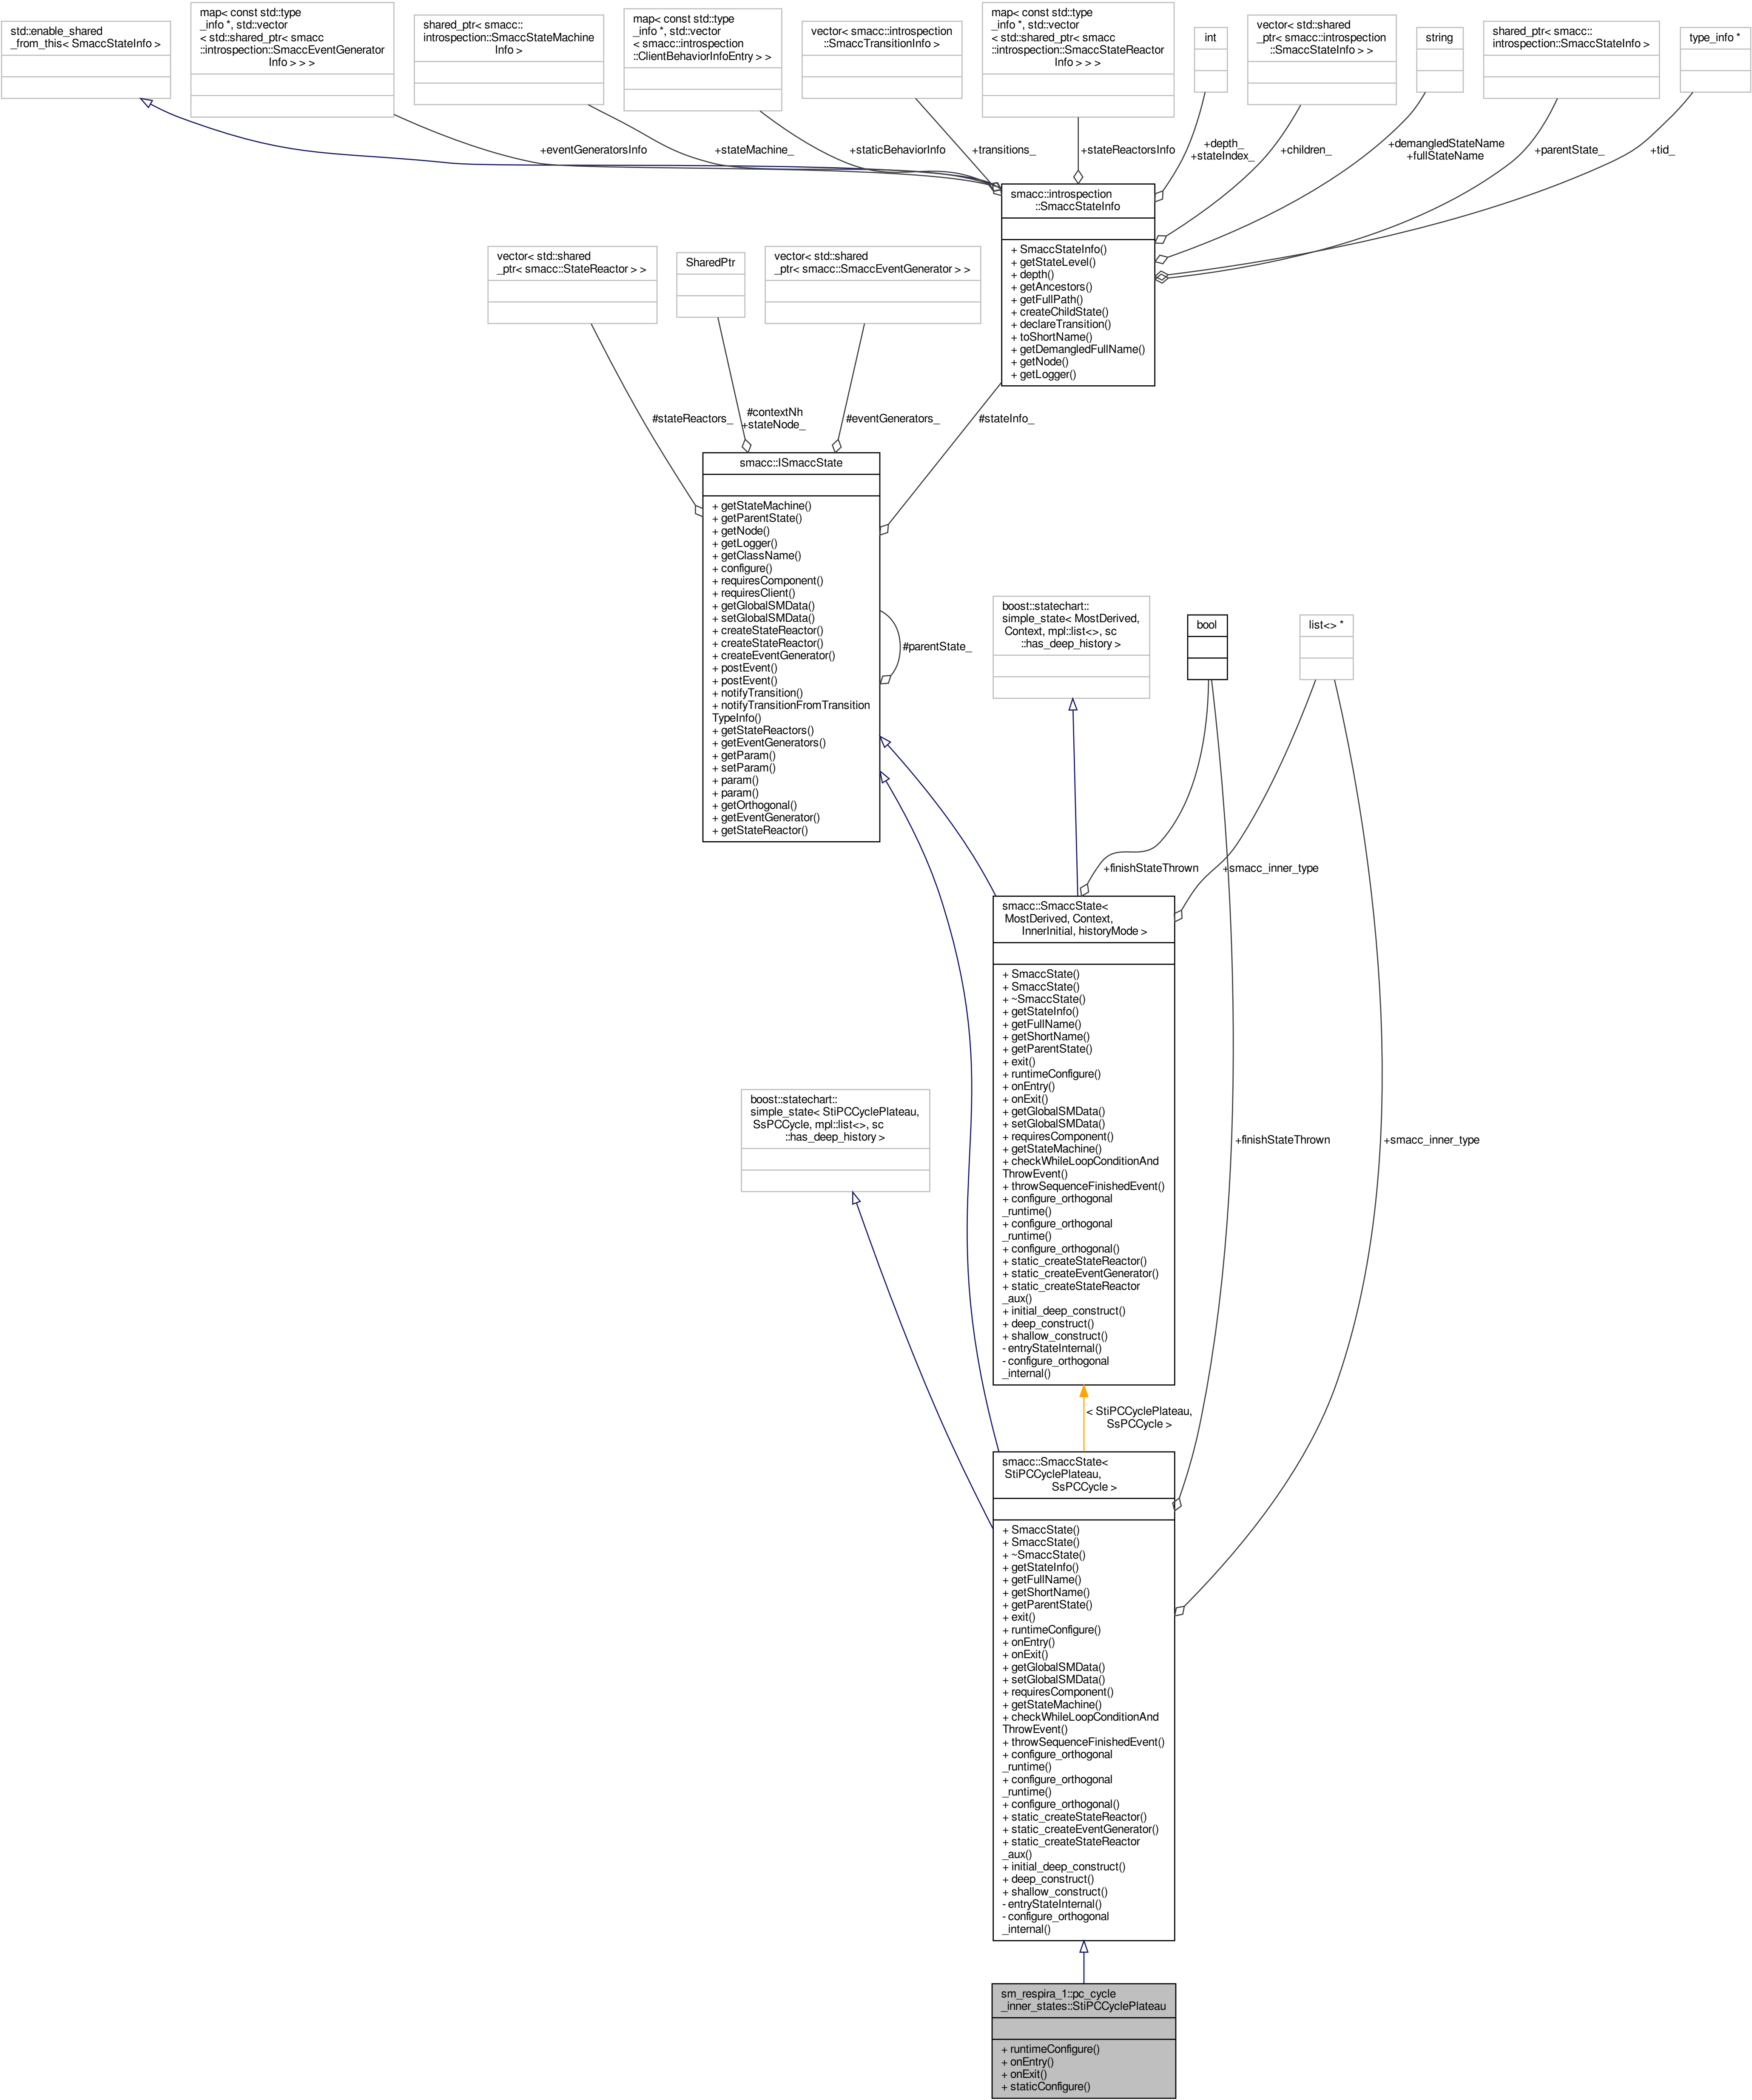 std::enable_shared
_from_this< SmaccStateInfo >
map< const std::type
_info *, std::vector
< std::shared_ptr< smacc
::introspection::SmaccEventGenerator
Info > > >
shared_ptr< smacc::
introspection::SmaccStateMachine
Info >
map< const std::type
_info *, std::vector
< smacc::introspection
::ClientBehaviorInfoEntry > >
vector< smacc::introspection
::SmaccTransitionInfo >
map< const std::type
_info *, std::vector
< std::shared_ptr< smacc
::introspection::SmaccStateReactor
Info > > >
int
vector< std::shared
_ptr< smacc::introspection
::SmaccStateInfo > >
string
shared_ptr< smacc::
introspection::SmaccStateInfo >
type_info *
+eventGeneratorsInfo
+stateMachine_
+staticBehaviorInfo
+transitions_
+stateReactorsInfo
+depth_
+stateIndex_
+children_
+demangledStateName
+fullStateName
+parentState_
+tid_
smacc::introspection
::SmaccStateInfo
+ SmaccStateInfo()
+ getStateLevel()
+ depth()
+ getAncestors()
+ getFullPath()
+ createChildState()
+ declareTransition()
+ toShortName()
+ getDemangledFullName()
+ getNode()
+ getLogger()
vector< std::shared
_ptr< smacc::StateReactor > >
SharedPtr
vector< std::shared
_ptr< smacc::SmaccEventGenerator > >
#stateReactors_
#contextNh
+stateNode_
#eventGenerators_
#stateInfo_
smacc::ISmaccState
+ getStateMachine()
+ getParentState()
+ getNode()
+ getLogger()
+ getClassName()
+ configure()
+ requiresComponent()
+ requiresClient()
+ getGlobalSMData()
+ setGlobalSMData()
+ createStateReactor()
+ createStateReactor()
+ createEventGenerator()
+ postEvent()
+ postEvent()
+ notifyTransition()
+ notifyTransitionFromTransition
TypeInfo()
+ getStateReactors()
+ getEventGenerators()
+ getParam()
+ setParam()
+ param()
+ param()
+ getOrthogonal()
+ getEventGenerator()
+ getStateReactor()
#parentState_
boost::statechart::
simple_state< MostDerived,
Context, mpl::list<>, sc
::has_deep_history >
bool
list<> *
+finishStateThrown
+smacc_inner_type
smacc::SmaccState<
MostDerived, Context,
InnerInitial, historyMode >
+ SmaccState()
+ SmaccState()
+ ~SmaccState()
+ getStateInfo()
+ getFullName()
+ getShortName()
+ getParentState()
+ exit()
+ runtimeConfigure()
+ onEntry()
+ onExit()
+ getGlobalSMData()
+ setGlobalSMData()
+ requiresComponent()
+ getStateMachine()
+ checkWhileLoopConditionAnd
ThrowEvent()
+ throwSequenceFinishedEvent()
+ configure_orthogonal
_runtime()
+ configure_orthogonal
_runtime()
+ configure_orthogonal()
+ static_createStateReactor()
+ static_createEventGenerator()
+ static_createStateReactor
_aux()
+ initial_deep_construct()
+ deep_construct()
+ shallow_construct()
- entryStateInternal()
- configure_orthogonal
_internal()
boost::statechart::
simple_state< StiPCCyclePlateau,
SsPCCycle, mpl::list<>, sc
::has_deep_history >
+finishStateThrown
+smacc_inner_type
< StiPCCyclePlateau,
SsPCCycle >
smacc::SmaccState<
StiPCCyclePlateau,
SsPCCycle >
+ SmaccState()
+ SmaccState()
+ ~SmaccState()
+ getStateInfo()
+ getFullName()
+ getShortName()
+ getParentState()
+ exit()
+ runtimeConfigure()
+ onEntry()
+ onExit()
+ getGlobalSMData()
+ setGlobalSMData()
+ requiresComponent()
+ getStateMachine()
+ checkWhileLoopConditionAnd
ThrowEvent()
+ throwSequenceFinishedEvent()
+ configure_orthogonal
_runtime()
+ configure_orthogonal
_runtime()
+ configure_orthogonal()
+ static_createStateReactor()
+ static_createEventGenerator()
+ static_createStateReactor
_aux()
+ initial_deep_construct()
+ deep_construct()
+ shallow_construct()
- entryStateInternal()
- configure_orthogonal
_internal()
sm_respira_1::pc_cycle
_inner_states::StiPCCyclePlateau
+ runtimeConfigure()
+ onEntry()
+ onExit()
+ staticConfigure()